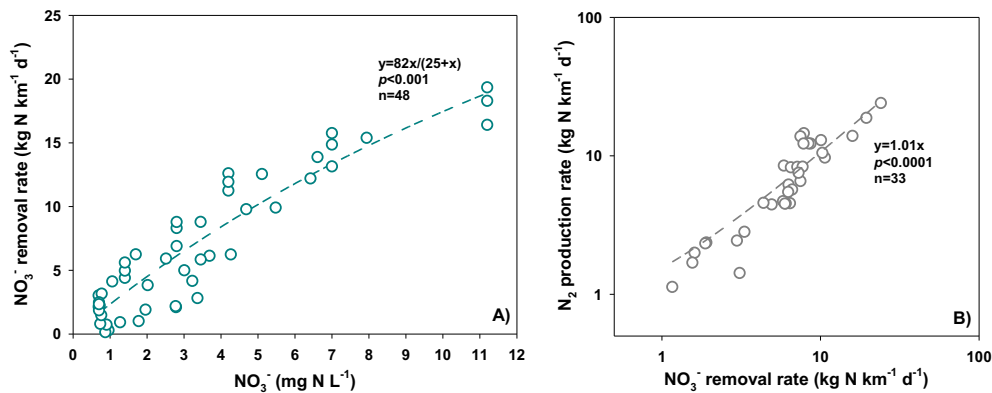 25
20
15
10
5
0
NO₃⁻ removal rate (kg N km⁻¹ d⁻¹)
y=82x/(25+x)
p<0.001
n=48
A)
0 1 2 3 4 5 6 7 8 9 10 11 12
NO₃⁻ (mg N L⁻¹)
100
10
1
N₂ production rate (kg N km⁻¹ d⁻¹)
y=1.01x
p<0.0001
n=33
B)
1 10 100
NO₃⁻ removal rate (kg N km⁻¹ d⁻¹)